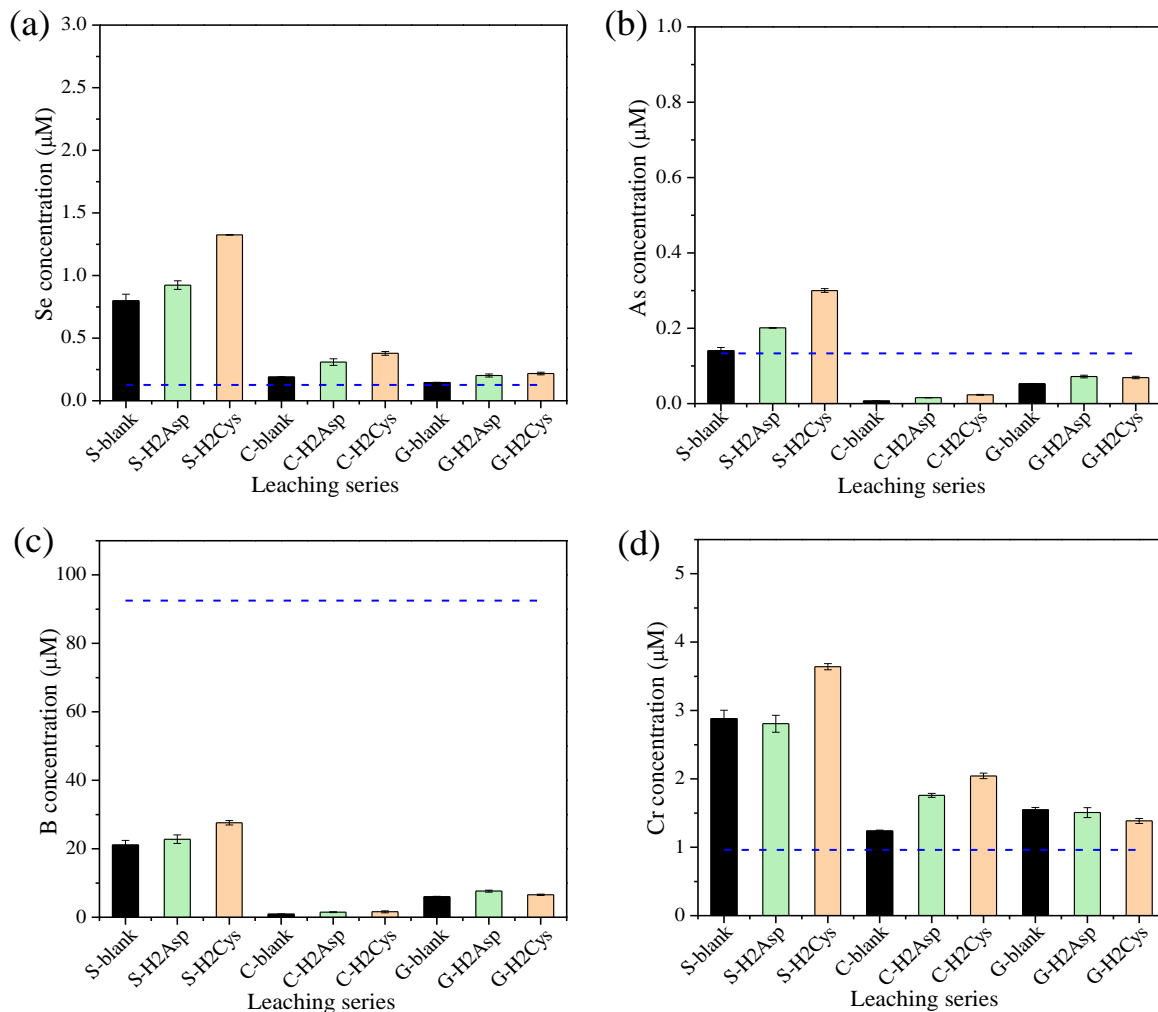 (a)
Se concentration (μM)
3.0
2.5
2.0
1.5
1.0
0.5
0.0
S-blank
S-H2Asp
S-H2Cys
C-blank
C-H2Asp
C-H2Cys
G-blank
G-H2Asp
G-H2Cys
Leaching series
(b)
As concentration (μM)
1.0
0.8
0.6
0.4
0.2
0.0
S-blank
S-H2Asp
S-H2Cys
C-blank
C-H2Asp
C-H2Cys
G-blank
G-H2Asp
G-H2Cys
Leaching series
(c)
B concentration (μM)
100
80
60
40
20
0
S-blank
S-H2Asp
S-H2Cys
C-blank
C-H2Asp
C-H2Cys
G-blank
G-H2Asp
G-H2Cys
Leaching series
(d)
Cr concentration (μM)
5
4
3
2
1
0
S-blank
S-H2Asp
S-H2Cys
C-blank
C-H2Asp
C-H2Cys
G-blank
G-H2Asp
G-H2Cys
Leaching series